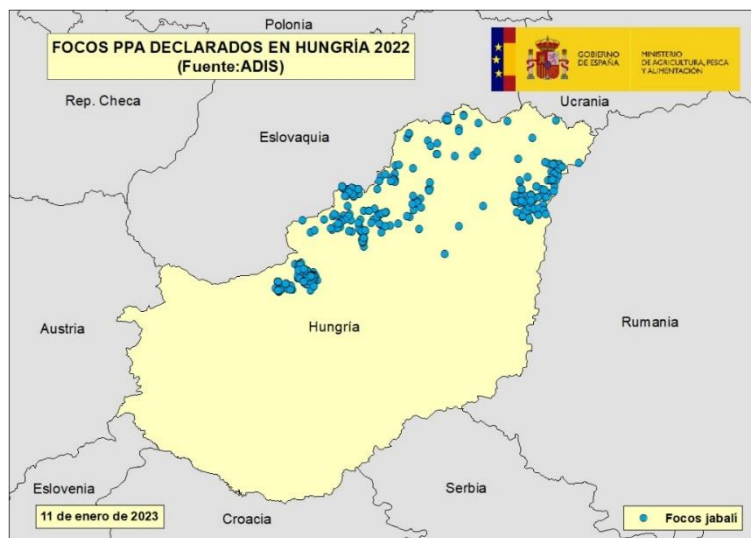 Polonia
FOCOS PPA DECLARADOS EN HUNGRÍA 2022
(Fuente:ADIS)
GOBIERNO
DE ESPAÑA
MINISTERIO
DE AGRICULTURA, PESCA
Y ALIMENTACIÓN
Rep. Checa
Ucrania
Eslovaquia
Austria
Hungría
Rumania
Eslovenia
Serbia
11 de enero de 2023
Croacia
Focos jabalí